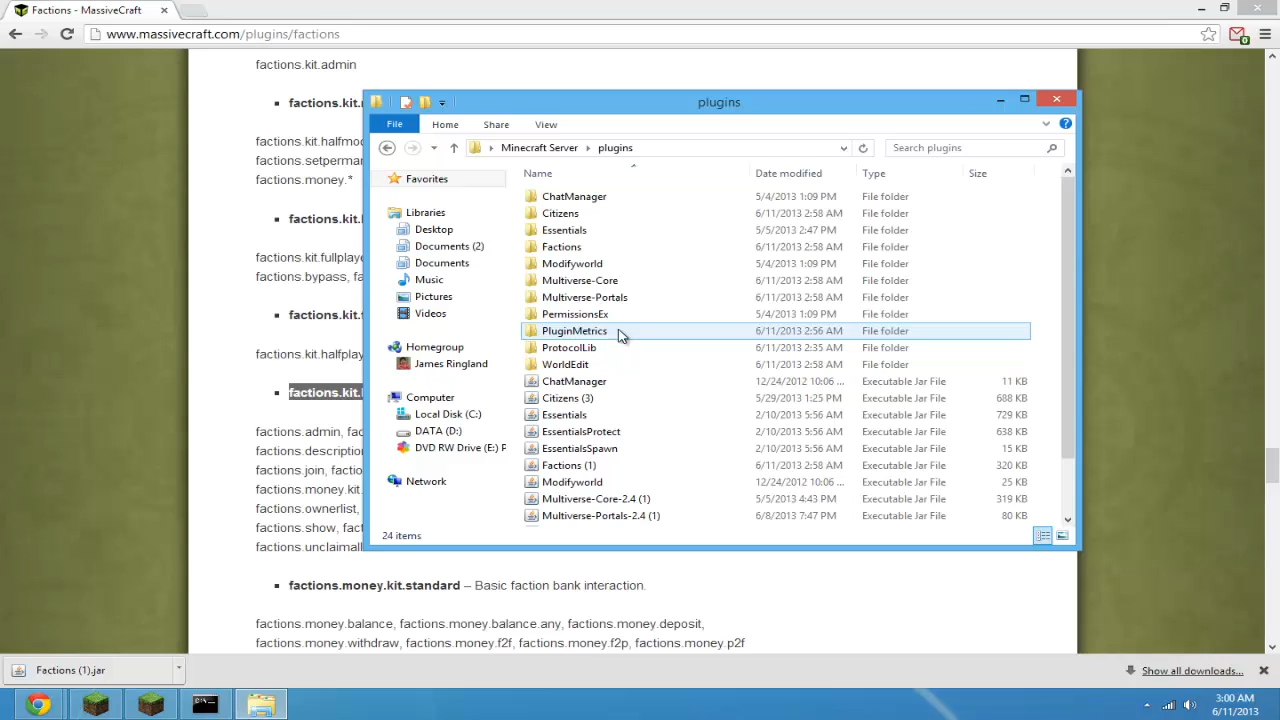 Factions - MassiveCraft
www.massivecraft.com/plugins/factions
factions.kit.admin
factions.kit.
factions.kit.halfmod
factions.setperman
factions.money.*
factions.kit.
factions.kit.fullplaye
factions.bypass, fa
factions.kit.
factions.kit.halfplay
factions.kit.
factions.admin, fac
factions.description
factions.join, faction
factions.money.kit.
factions.ownerlist,
factions.show, fact
factions.unclaimall
factions.money.kit.standard – Basic faction bank interaction.
factions.money.balance, factions.money.balance.any, factions.money.deposit,
factions.money.withdraw, factions.money.f2f, factions.money.f2p, factions.money.p2f
plugins
File Home Share View
Minecraft Server plugins Search plugins
Name Date modified Type Size
Favorites
Libraries
Desktop
Documents (2)
Documents
Music
Pictures
Videos
Homegroup
James Ringland
Computer
Local Disk (C:)
DATA (D:)
DVD RW Drive (E:) F
Network
ChatManager 5/4/2013 1:09 PM File folder
Citizens 6/11/2013 2:58 AM File folder
Essentials 5/5/2013 2:47 PM File folder
Factions 6/11/2013 2:58 AM File folder
Modifyworld 5/4/2013 1:09 PM File folder
Multiverse-Core 6/11/2013 2:58 AM File folder
Multiverse-Portals 6/11/2013 2:58 AM File folder
PermissionsEx 5/4/2013 1:09 PM File folder
PluginMetrics 6/11/2013 2:56 AM File folder
ProtocolLib 6/11/2013 2:35 AM File folder
WorldEdit 6/11/2013 2:58 AM File folder
ChatManager 12/24/2012 10:06 ... Executable Jar File 11 KB
Citizens (3) 5/29/2013 1:25 PM Executable Jar File 688 KB
Essentials 2/10/2013 5:56 AM Executable Jar File 729 KB
EssentialsProtect 2/10/2013 5:56 AM Executable Jar File 638 KB
EssentialsSpawn 2/10/2013 5:56 AM Executable Jar File 15 KB
Factions (1) 6/11/2013 2:58 AM Executable Jar File 320 KB
Modifyworld 12/24/2012 10:06 ... Executable Jar File 25 KB
Multiverse-Core-2.4 (1) 5/5/2013 4:43 PM Executable Jar File 319 KB
Multiverse-Portals-2.4 (1) 6/8/2013 7:47 PM Executable Jar File 80 KB
24 items
Factions (1).jar
Show all downloads...
3:00 AM
6/11/2013